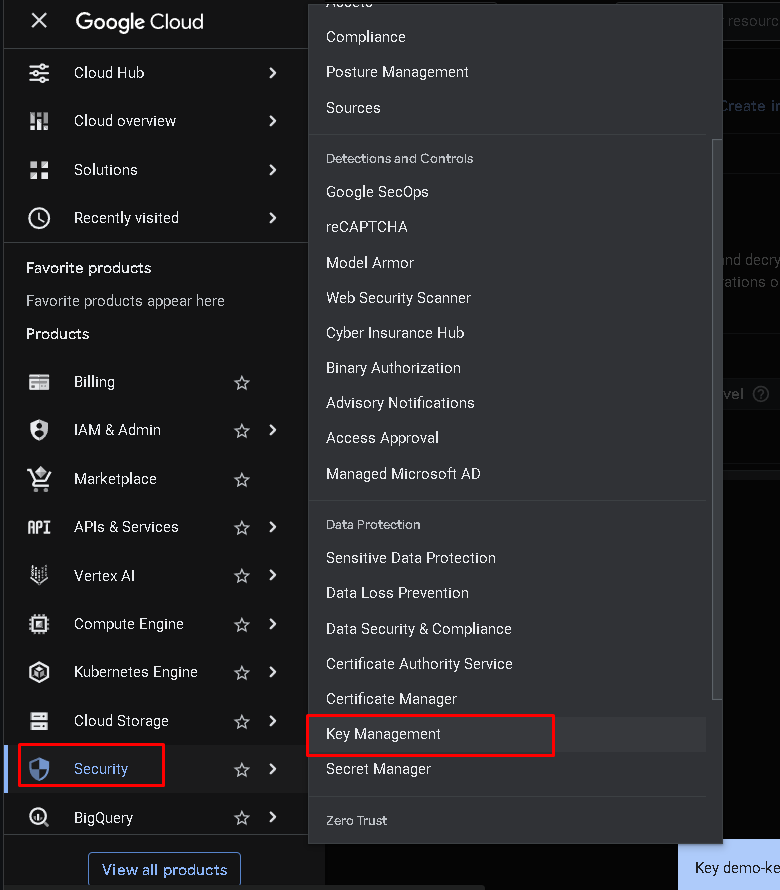 Google Cloud
Cloud Hub
Cloud overview
Solutions
Recently visited
Favorite products
Favorite products appear here
Products
Billing
IAM & Admin
Marketplace
API
APIs & Services
Vertex AI
Compute Engine
Kubernetes Engine
Cloud Storage
Security
BigQuery
View all products
Assets
Compliance
Posture Management
Sources
Detections and Controls
Google SecOps
reCAPTCHA
Model Armor
Web Security Scanner
Cyber Insurance Hub
Binary Authorization
Advisory Notifications
Access Approval
Managed Microsoft AD
Data Protection
Sensitive Data Protection
Data Loss Prevention
Data Security & Compliance
Certificate Authority Service
Certificate Manager
Key Management
Secret Manager
Zero Trust
resourc
Create in
and decry
ations o
vel
Key demo-ke